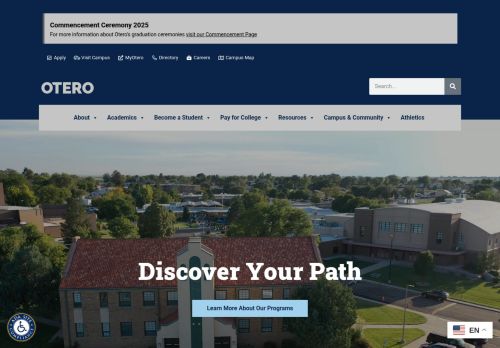 Commencement Ceremony 2025
For more information about Otero's graduation ceremonies visit our Commencement Page
Apply Visit Campus MyOtero Directory Careers Campus Map
OTERO
Search...
About Academics Become a Student Pay for College Resources Campus & Community Athletics
Discover Your Path
Learn More About Our Programs
EN